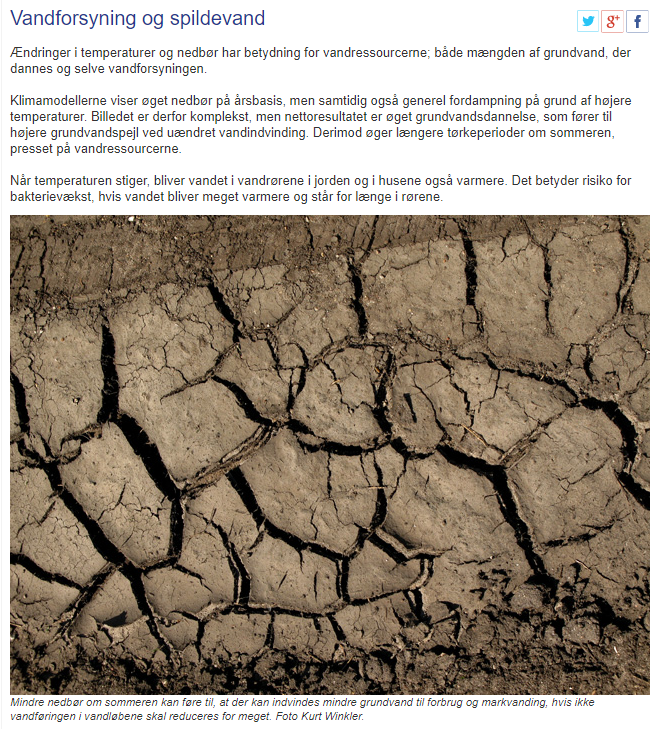 Vandforsyning og spildevand
Ændringer i temperaturer og nedbør har betydning for vandressourcerne; både mængden af grundvand, der
dannes og selve vandforsyningen.
Klimamodellerne viser øget nedbør på årsbasis, men samtidig også generel fordampning på grund af højere
temperaturer. Billedet er derfor komplekst, men nettoresultatet er øget grundvandsdannelse, som fører til
højere grundvandspejl ved uændret vandindvinding. Derimod øger længere tørkeperioder om sommeren,
presset på vandressourcerne.
Når temperaturen stiger, bliver vandet i vandrørene i jorden og i husene også varmere. Det betyder risiko for
bakterievækst, hvis vandet bliver meget varmere og står for længe i rørene.
Mindre nedbør om sommeren kan føre til, at der kan indvindes mindre grundvand til forbrug og markvanding, hvis ikke
vandføringen i vandløbene skal reduceres for meget. Foto Kurt Winkler.